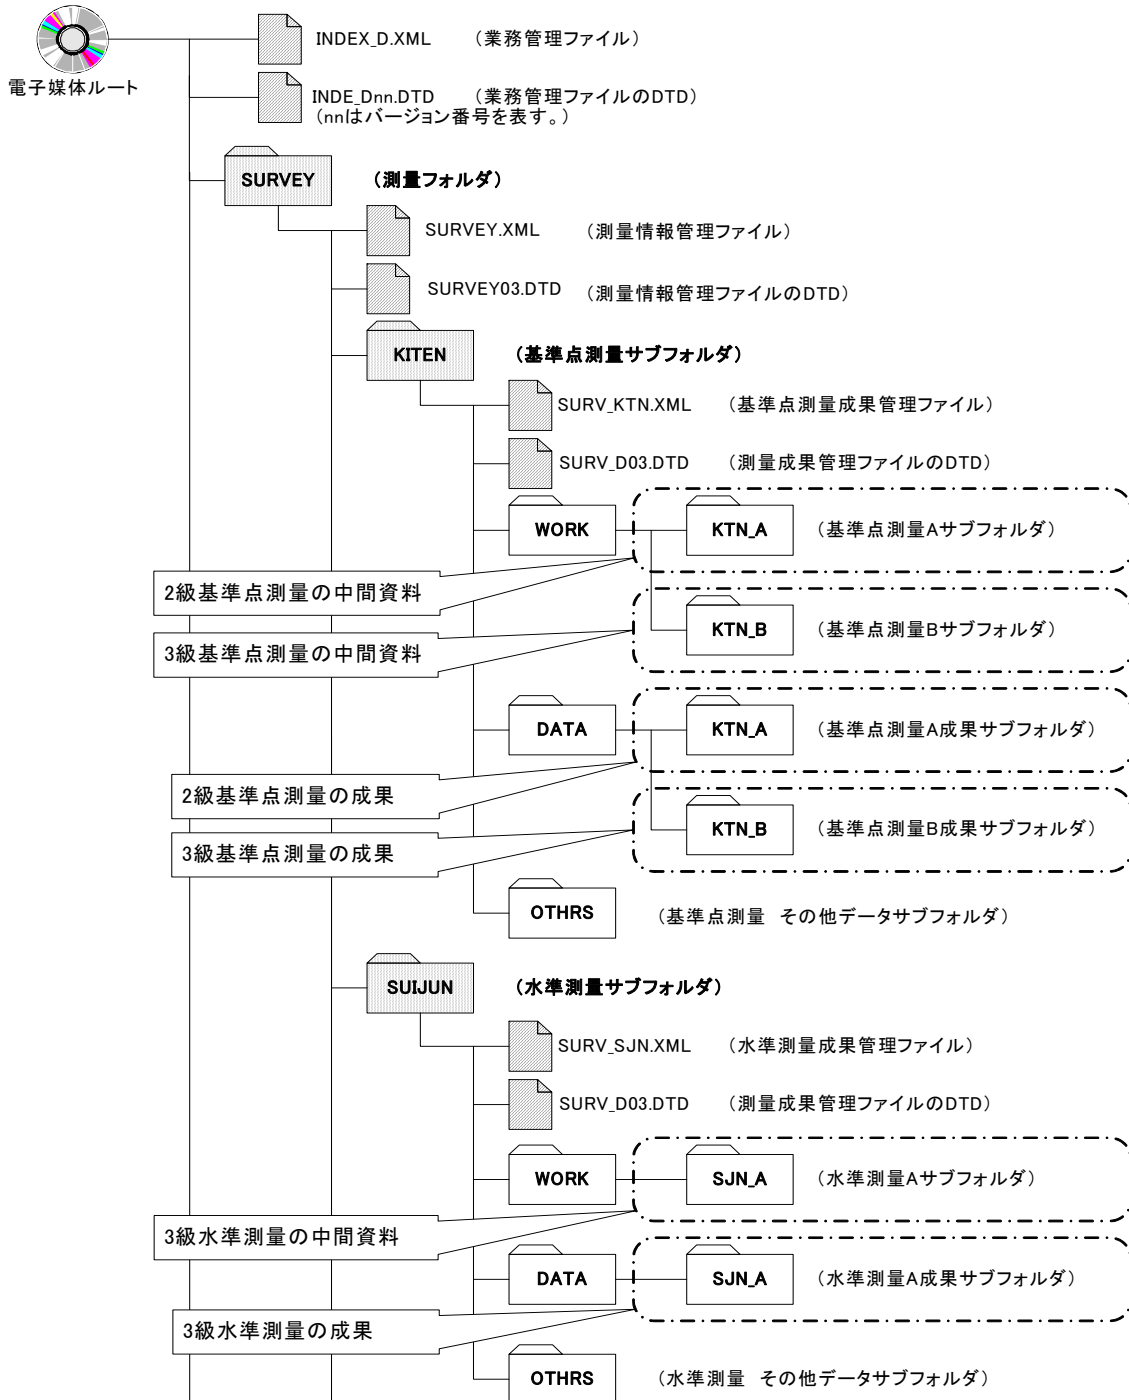 INDEX_D.XML （業務管理ファイル）
電子媒体ルート
INDE_Dnn.DTD （業務管理ファイルのDTD）
（nnはバージョン番号を表す。）
SURVEY （測量フォルダ）
SURVEY.XML （測量情報管理ファイル）
SURVEY03.DTD （測量情報管理ファイルのDTD）
KITEN （基準点測量サブフォルダ）
SURV_KTN.XML （基準点測量成果管理ファイル）
SURV_D03.DTD （測量成果管理ファイルのDTD）
WORK KTN_A （基準点測量Aサブフォルダ）
2級基準点測量の中間資料
KTN_B （基準点測量Bサブフォルダ）
3級基準点測量の中間資料
DATA KTN_A （基準点測量A成果サブフォルダ）
2級基準点測量の成果
KTN_B （基準点測量B成果サブフォルダ）
3級基準点測量の成果
OTHRS （基準点測量 その他データサブフォルダ）
SUIJUN （水準測量サブフォルダ）
SURV_SJN.XML （水準測量成果管理ファイル）
SURV_D03.DTD （測量成果管理ファイルのDTD）
WORK SJN_A （水準測量Aサブフォルダ）
3級水準測量の中間資料
DATA SJN_A （水準測量A成果サブフォルダ）
3級水準測量の成果
OTHRS （水準測量 その他データサブフォルダ）